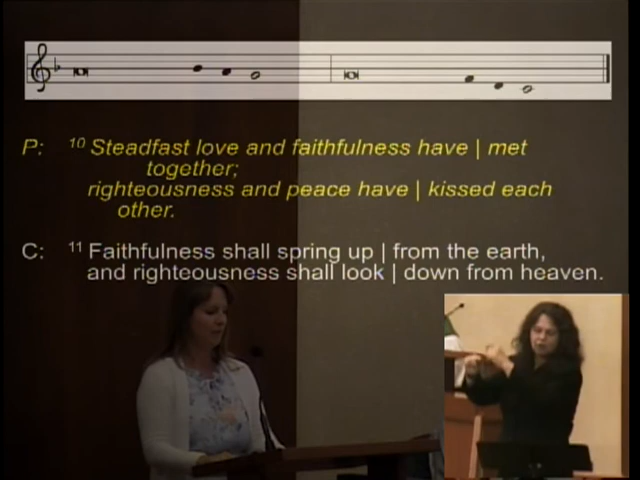 P: 10 Steadfast love and faithfulness have | met
together;
righteousness and peace have | kissed each
other.
C: 11 Faithfulness shall spring up | from the earth,
and righteousness shall look | down from heaven.